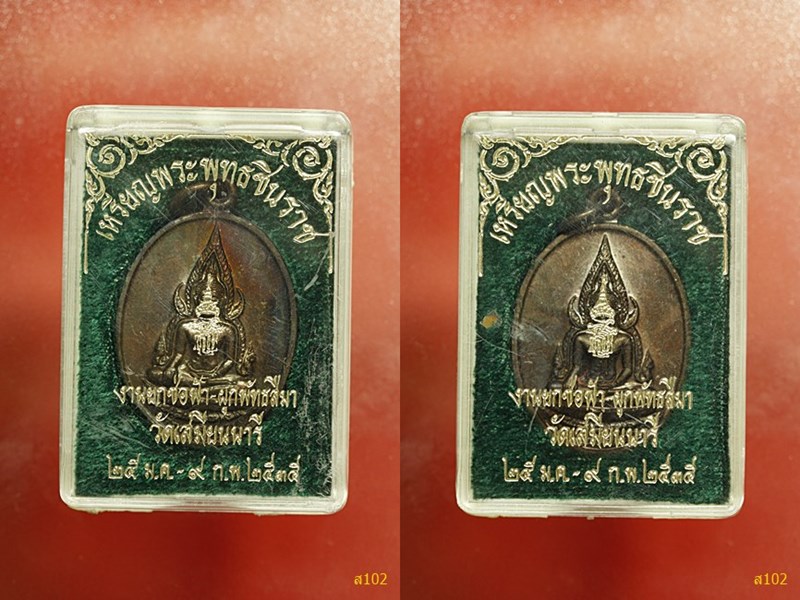 เหรียญพระพุทธชินราช
งานยกช่อฟ้า-ผูกพัทธสีมา
วัดเสมียนนารี
๒๕ ม.ค. - ๙ ก.พ.๒๕๓๕
ส102
เหรียญพระพุทธชินราช
งานยกช่อฟ้า-ผูกพัทธสีมา
วัดเสมียนนารี
๒๕ ม.ค. - ๙ ก.พ.๒๕๓๕
ส102